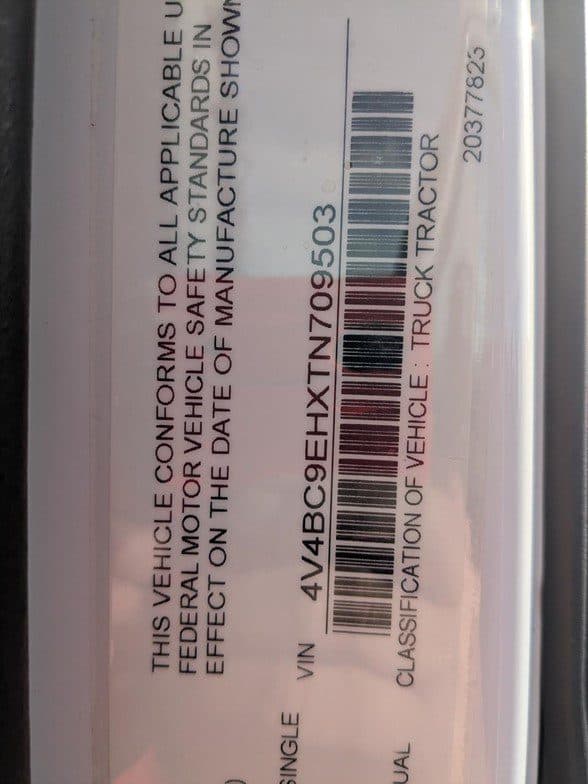 THIS VEHICLE CONFORMS TO ALL APPLICABLE U
FEDERAL MOTOR VEHICLE SAFETY STANDARDS IN
) EFFECT ON THE DATE OF MANUFACTURE SHOWN
SINGLE VIN 4V4BC9EHXTN709503
UAL CLASSIFICATION OF VEHICLE : TRUCK TRACTOR
20377823